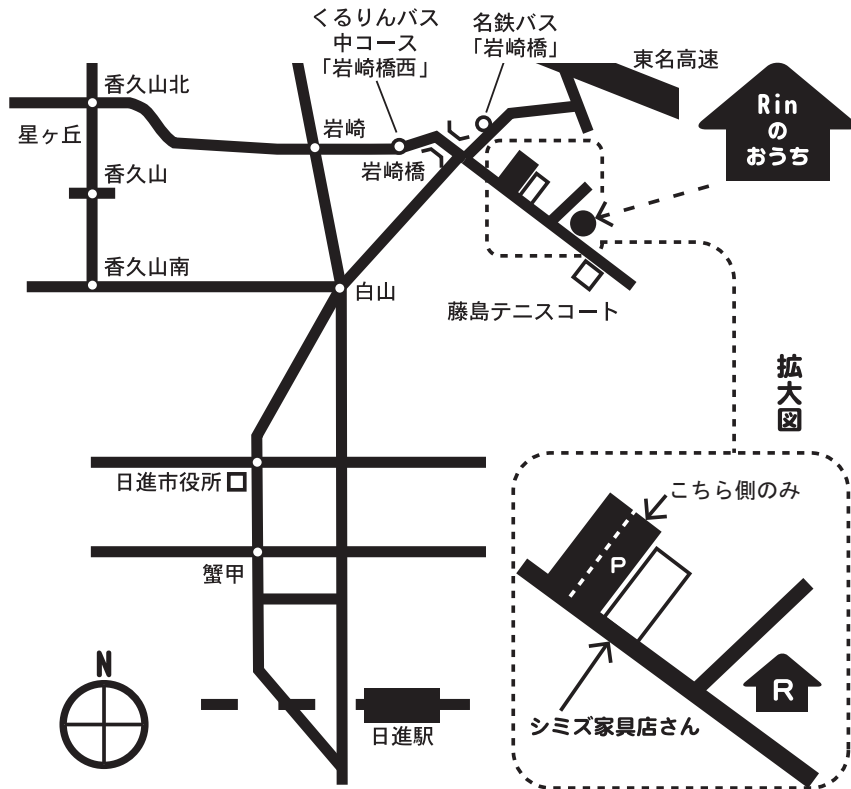 くるりんバス
中コース
「岩崎橋西」
名鉄バス
「岩崎橋」
東名高速
香久山北
星ヶ丘
岩崎
岩崎橋
香久山
香久山南
白山
藤島テニスコート
Rin
の
おうち
拡大図
日進市役所
蟹甲
日進駅
N
こちら側のみ
P
R
シミズ家具店さん